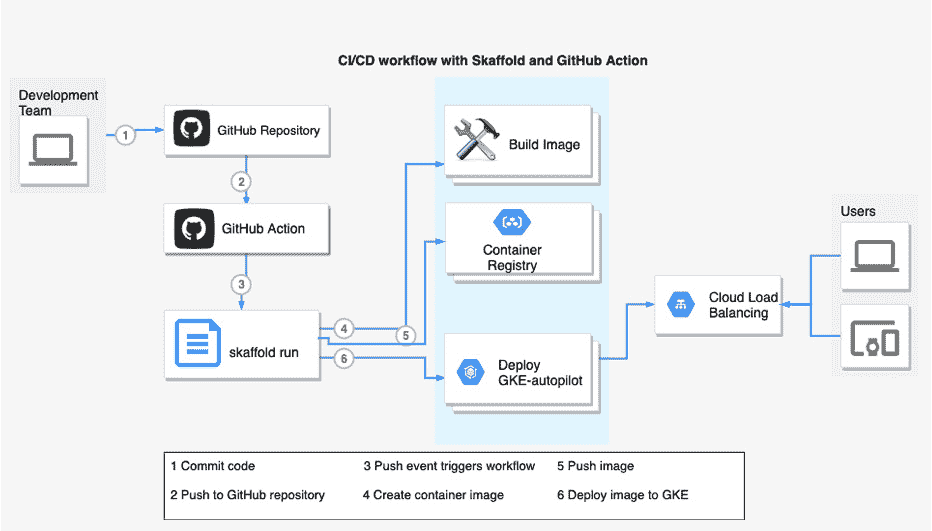 CI/CD workflow with Skaffold and GitHub Action
Development
Team
1
GitHub Repository
2
GitHub Action
3
skaffold run
4
5
6
Build Image
Container
Registry
Deploy
GKE-autopilot
Cloud Load
Balancing
Users
1 Commit code
3 Push event triggers workflow
5 Push image
2 Push to GitHub repository
4 Create container image
6 Deploy image to GKE